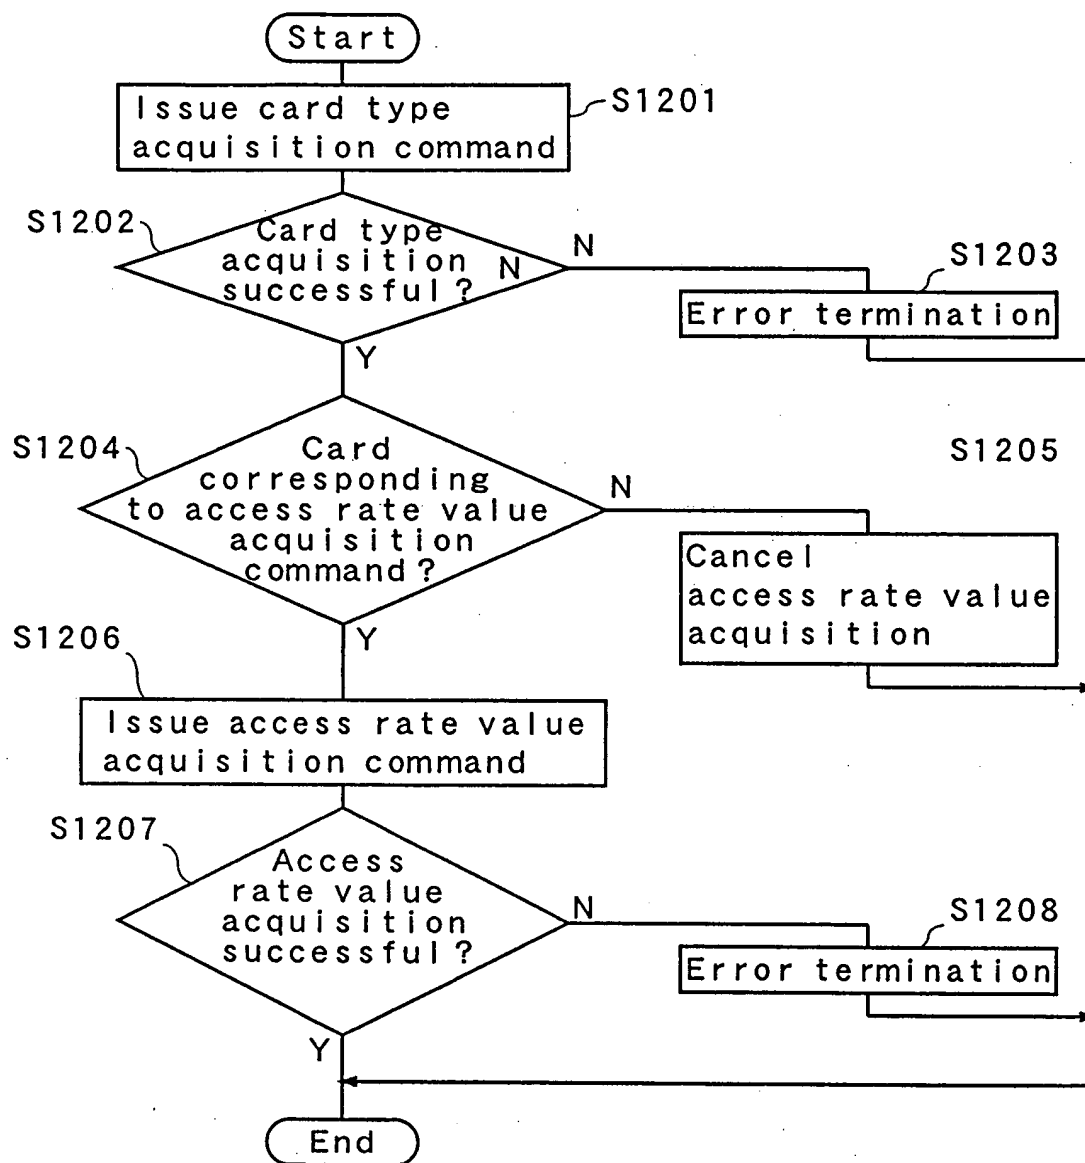 Start
Issue card type
acquisition command
S1201
S1202
Card type
acquisition
successful?
N
N
S1203
Error termination
Y
S1204
Card
corresponding
to access rate value
acquisition
command?
N
S1205
Cancel
access rate value
acquisition
Y
S1206
Issue access rate value
acquisition command
S1207
Access
rate value
acquisition
successful?
N
S1208
Error termination
Y
End